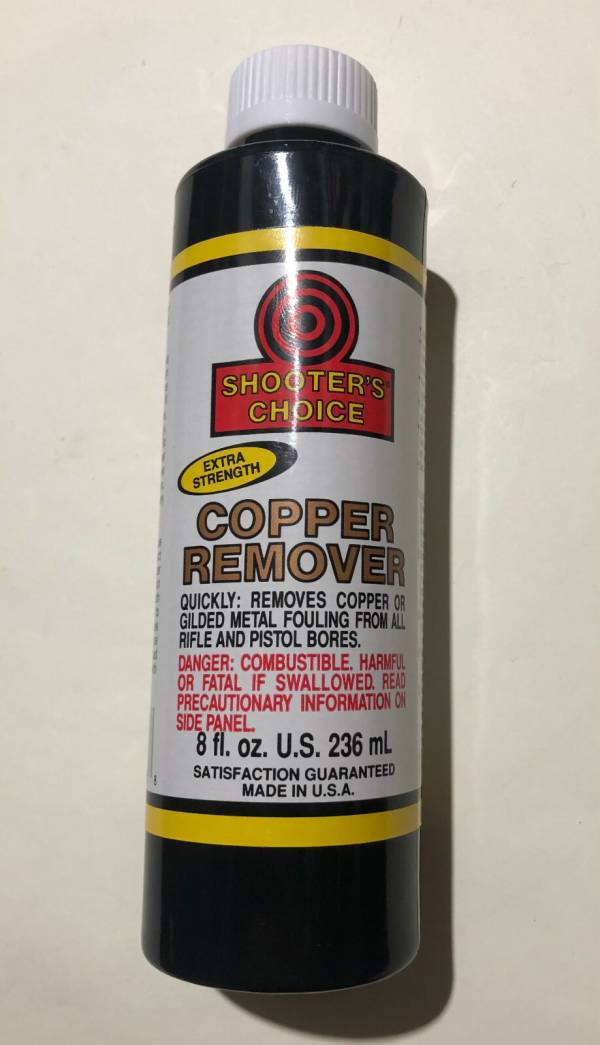 SHOOTER'S®
CHOICE
EXTRA
STRENGTH
COPPER
REMOVER
QUICKLY: REMOVES COPPER OR
GILDED METAL FOULING FROM ALL
RIFLE AND PISTOL BORES.
DANGER: COMBUSTIBLE. HARMFUL
OR FATAL IF SWALLOWED. READ
PRECAUTIONARY INFORMATION ON
SIDE PANEL.
8 fl. oz. U.S. 236 mL
SATISFACTION GUARANTEED
MADE IN U.S.A.